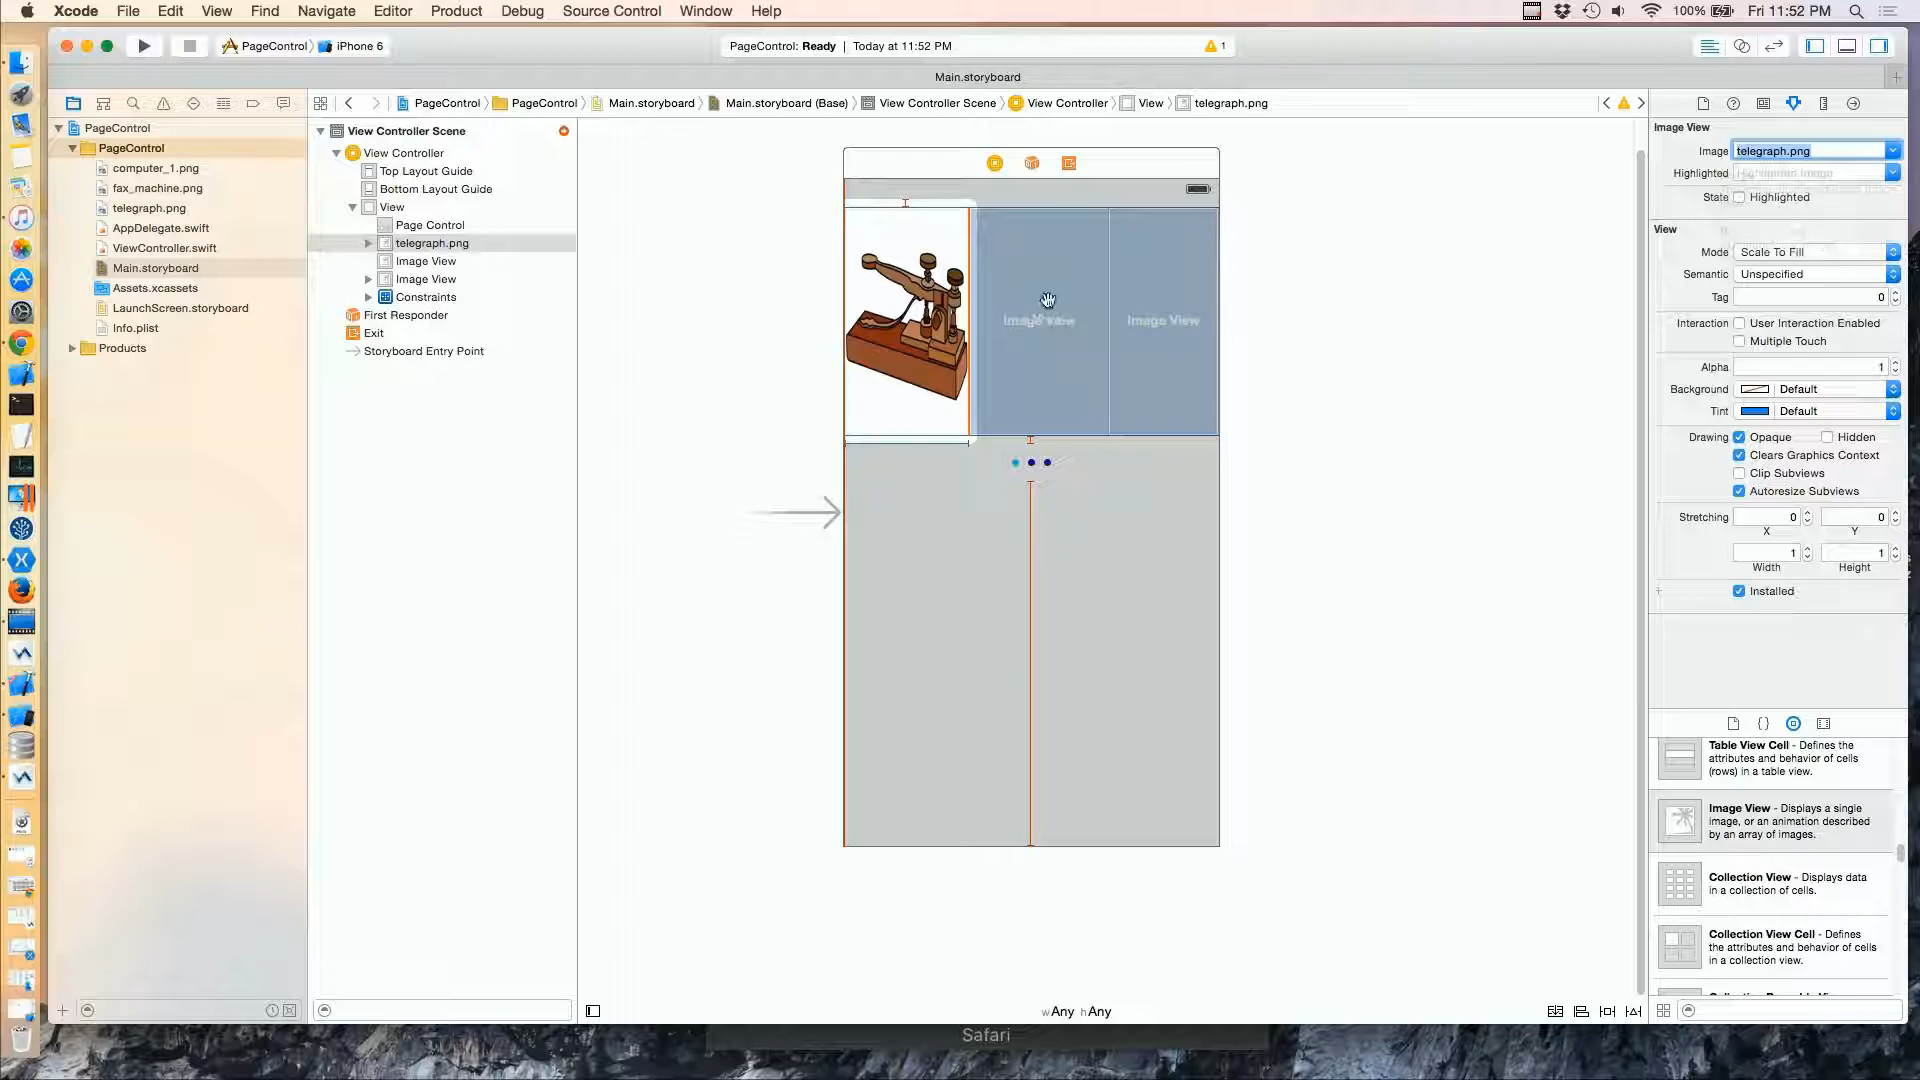 Xcode File Edit View Find Navigate Editor Product Debug Source Control Window Help 100% Fri 11:52 PM
PageControl iPhone 6 PageControl: Ready Today at 11:52 PM 1
Main.storyboard
PageControl PageControl Main.storyboard Main.storyboard (Base) View Controller Scene View Controller View telegraph.png
PageControl
PageControl
computer_1.png
fax_machine.png
telegraph.png
AppDelegate.swift
ViewController.swift
Main.storyboard
Assets.xcassets
LaunchScreen.storyboard
Info.plist
Products
View Controller Scene
View Controller
Top Layout Guide
Bottom Layout Guide
View
Page Control
telegraph.png
Image View
Image View
Constraints
First Responder
Exit
Storyboard Entry Point
Image View
Image View
wAny hAny
Image View
Image telegraph.png
Highlighted Highlighted Image
State Highlighted
View
Mode Scale To Fill
Semantic Unspecified
Tag 0
Interaction User Interaction Enabled
Multiple Touch
Alpha 1
Background Default
Tint Default
Drawing Opaque Hidden
Clears Graphics Context
Clip Subviews
Autoresize Subviews
Stretching 0 0
X Y
1 1
Width Height
Installed
Table View Cell - Defines the
attributes and behavior of cells
(rows) in a table view.
Image View - Displays a single
image, or an animation described
by an array of images.
Collection View - Displays data
in a collection of cells.
Collection View Cell - Defines
the attributes and behavior of cells
in a collection view.
Safari